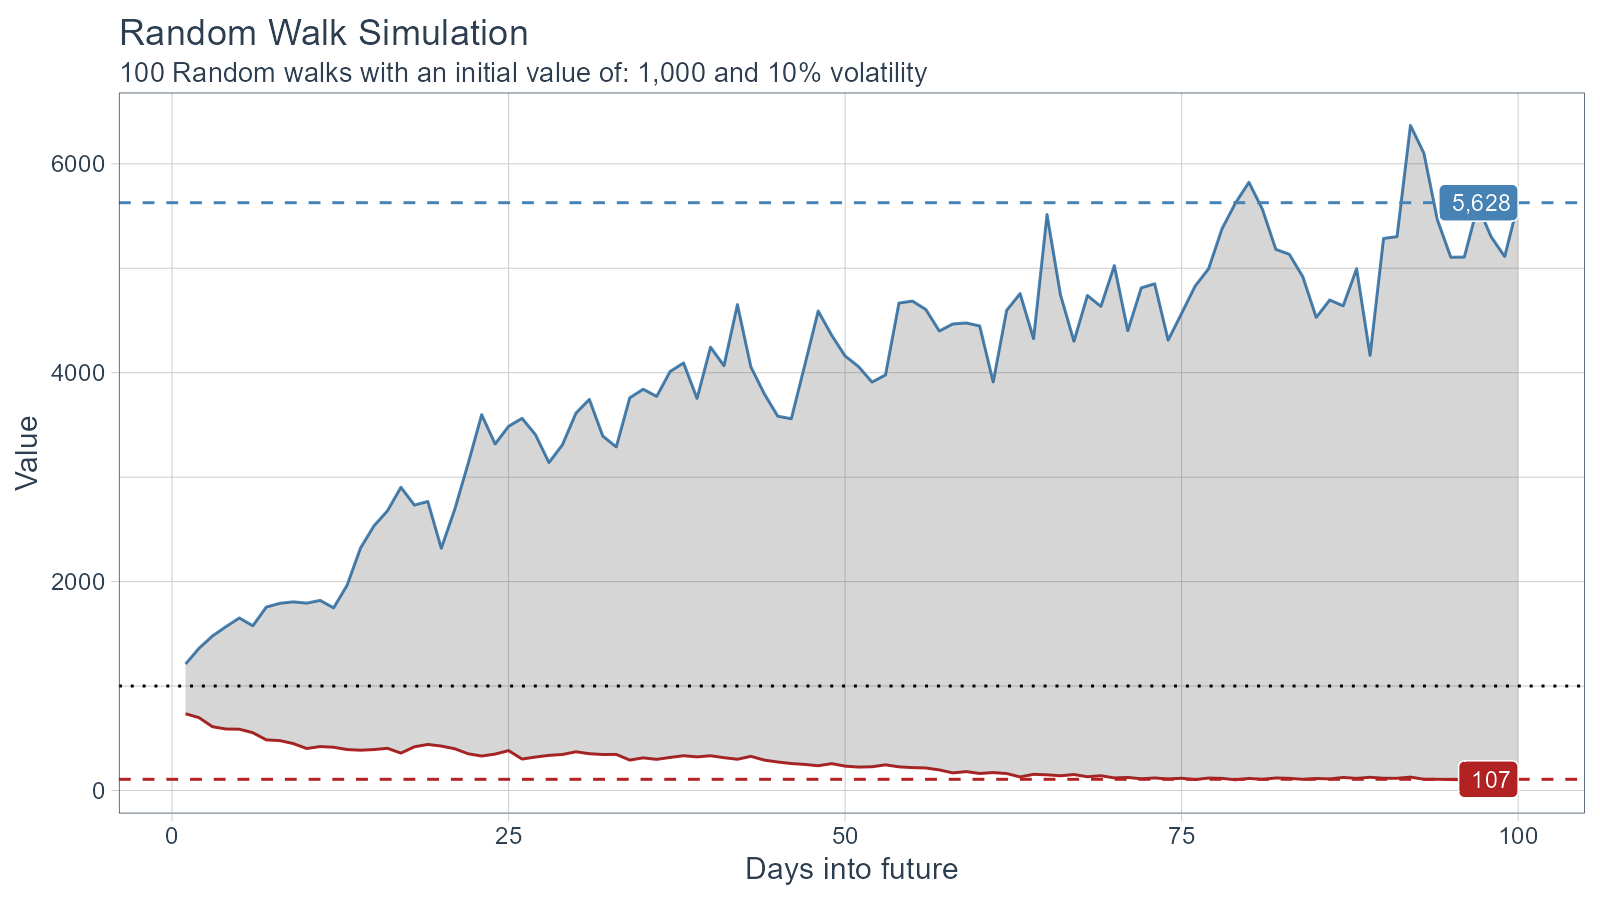 Random Walk Simulation
100 Random walks with an initial value of: 1,000 and 10% volatility
6000
5,628
4000
Value
2000
107
0
0 25 50 75 100
Days into future